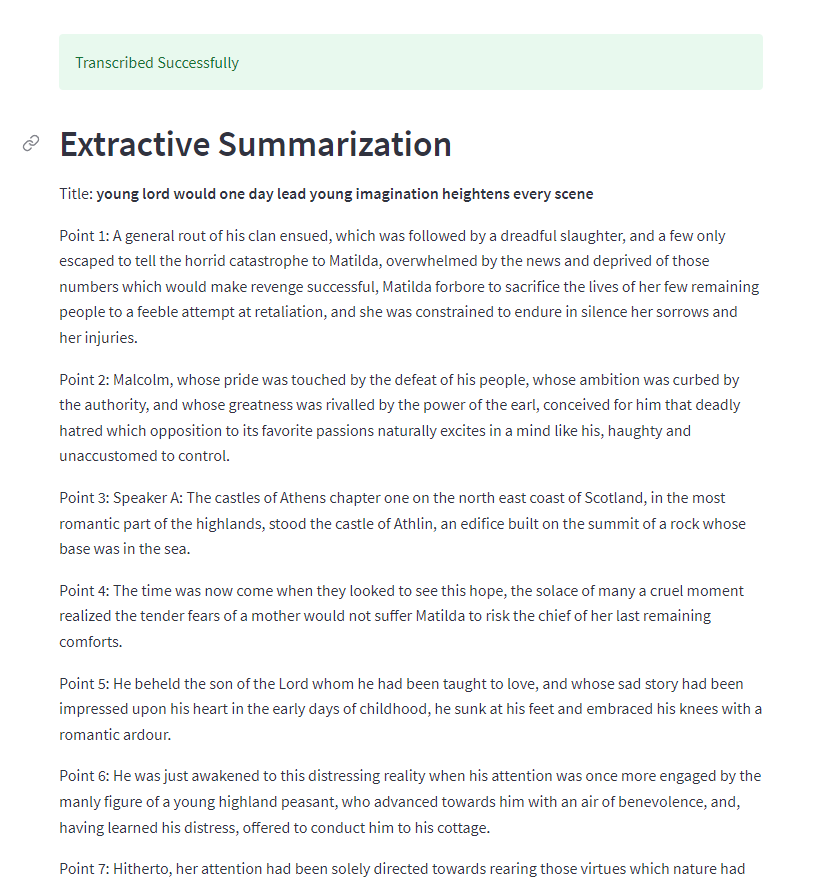 Transcribed Successfully
Extractive Summarization
Title: young lord would one day lead young imagination heightens every scene
Point 1: A general rout of his clan ensued, which was followed by a dreadful slaughter, and a few only
escaped to tell the horrid catastrophe to Matilda, overwhelmed by the news and deprived of those
numbers which would make revenge successful, Matilda forbore to sacrifice the lives of her few remaining
people to a feeble attempt at retaliation, and she was constrained to endure in silence her sorrows and
her injuries.
Point 2: Malcolm, whose pride was touched by the defeat of his people, whose ambition was curbed by
the authority, and whose greatness was rivalled by the power of the earl, conceived for him that deadly
hatred which opposition to its favorite passions naturally excites in a mind like his, haughty and
unaccustomed to control.
Point 3: Speaker A: The castles of Athens chapter one on the north east coast of Scotland, in the most
romantic part of the highlands, stood the castle of Athlin, an edifice built on the summit of a rock whose
base was in the sea.
Point 4: The time was now come when they looked to see this hope, the solace of many a cruel moment
realized the tender fears of a mother would not suffer Matilda to risk the chief of her last remaining
comforts.
Point 5: He beheld the son of the Lord whom he had been taught to love, and whose sad story had been
impressed upon his heart in the early days of childhood, he sunk at his feet and embraced his knees with a
romantic ardour.
Point 6: He was just awakened to this distressing reality when his attention was once more engaged by the
manly figure of a young highland peasant, who advanced towards him with an air of benevolence, and,
having learned his distress, offered to conduct him to his cottage.
Point 7: Hitherto, her attention had been solely directed towards rearing those virtues which nature had